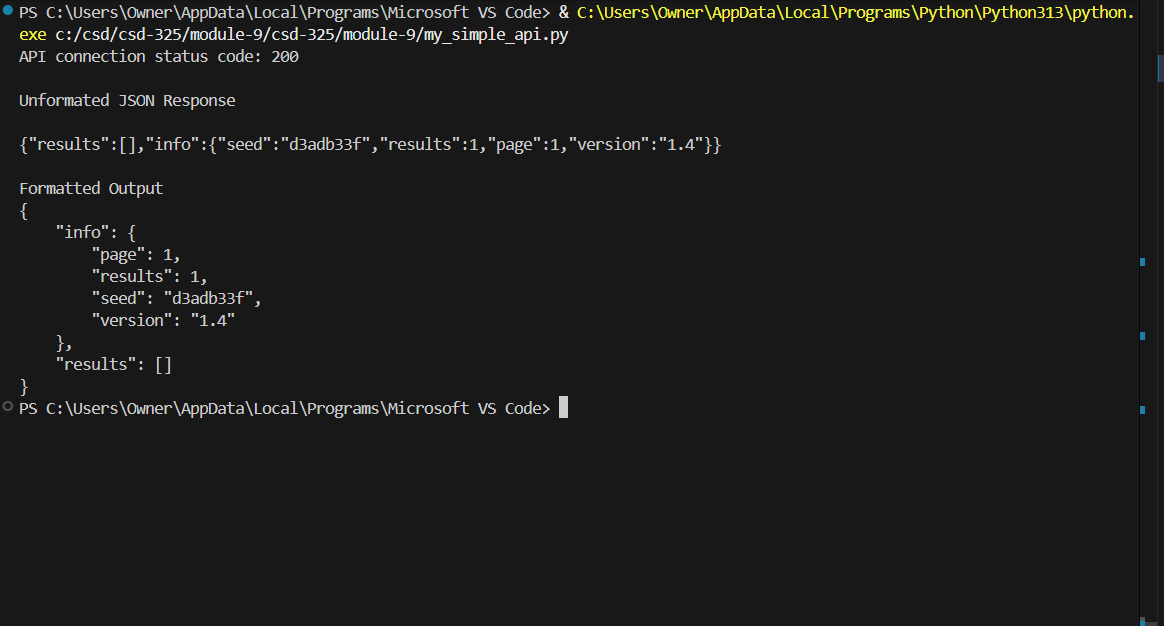 PS C:\Users\Owner\AppData\Local\Programs\Microsoft VS Code> & C:\Users\Owner\AppData\Local\Programs\Python\Python313\python.
exe c:/csd/csd-325/module-9/csd-325/module-9/my_simple_api.py
API connection status code: 200
Unformated JSON Response
{"results":[],"info":{"seed":"d3adb33f","results":1,"page":1,"version":"1.4"}}
Formatted Output
{
    "info": {
        "page": 1,
        "results": 1,
        "seed": "d3adb33f",
        "version": "1.4"
    },
    "results": []
}
PS C:\Users\Owner\AppData\Local\Programs\Microsoft VS Code>